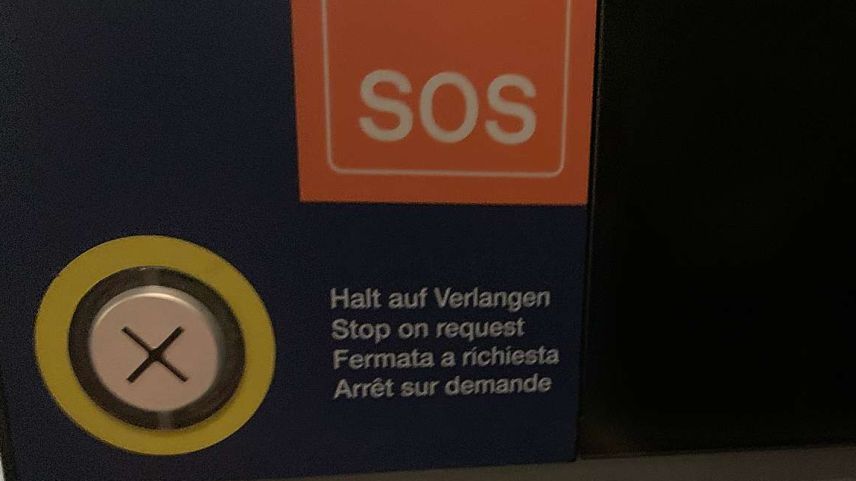 SOS
Halt auf Verlangen
Stop on request
Fermata a richiesta
Arrêt sur demande